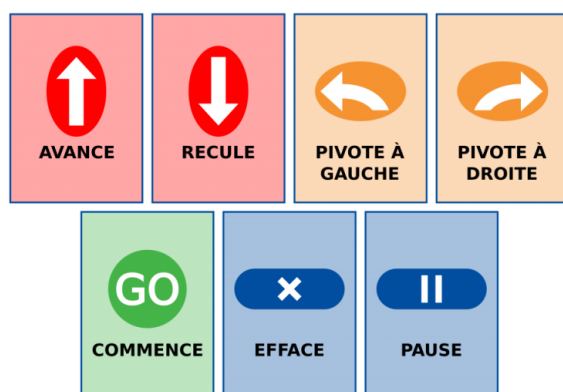 AVANCE
RECULE
PIVOTE À
GAUCHE
PIVOTE À
DROITE
GO
COMMENCE
EFFACE
PAUSE